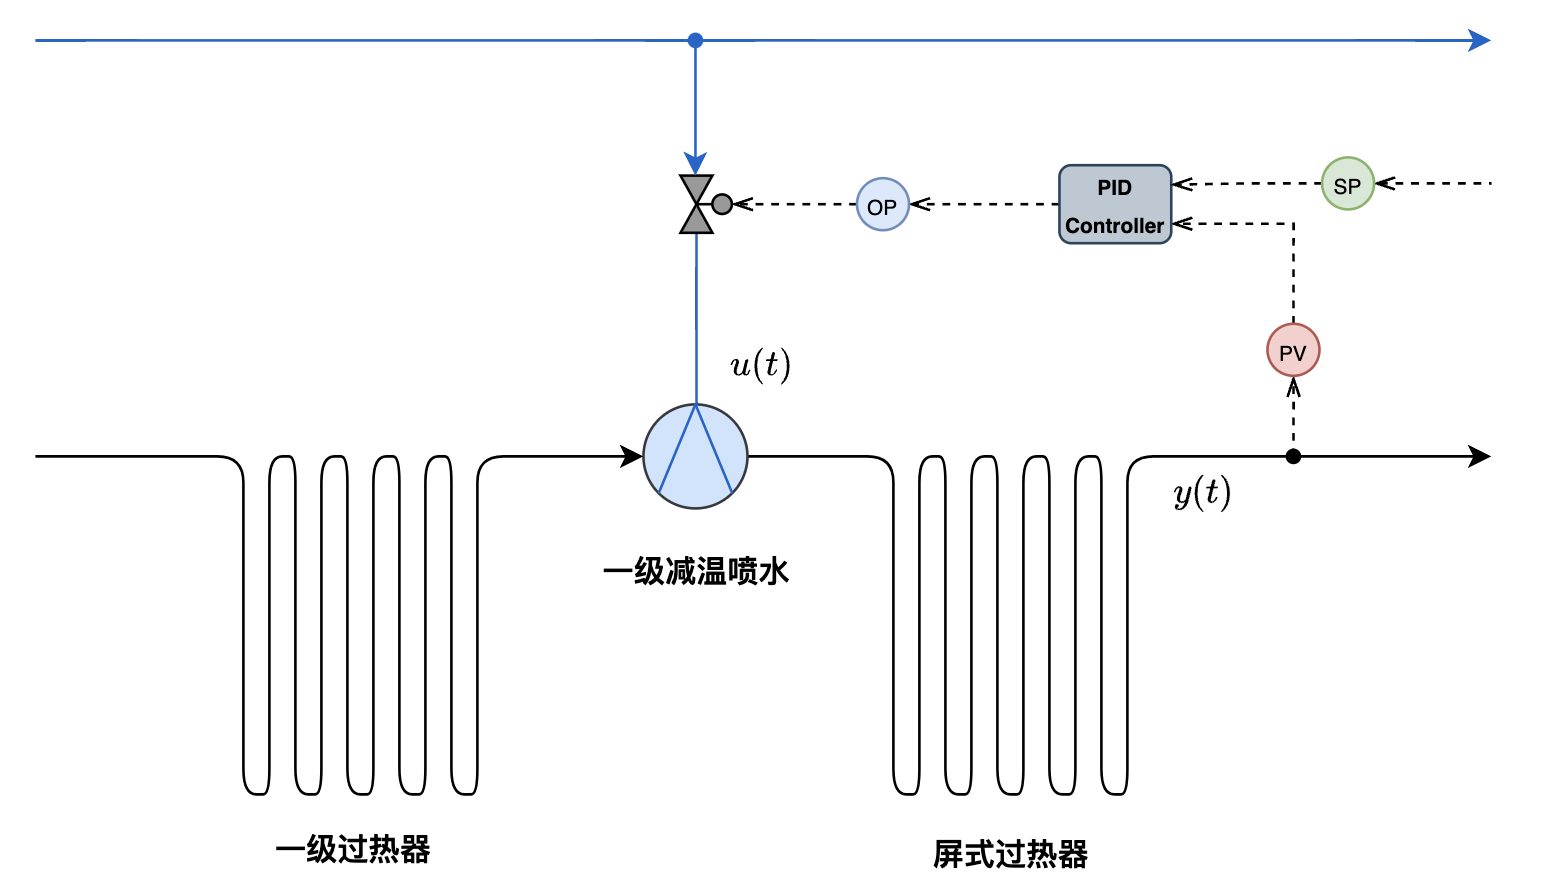 PID
Controller
SP
OP
PV
u(t)
y(t)
一级减温喷水
一级过热器
屏式过热器